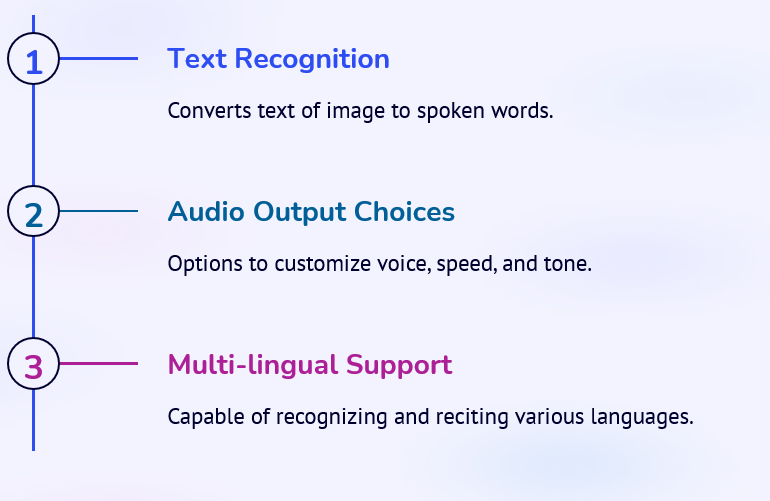 1
Text Recognition
Converts text of image to spoken words.
2
Audio Output Choices
Options to customize voice, speed, and tone.
3
Multi-lingual Support
Capable of recognizing and reciting various languages.